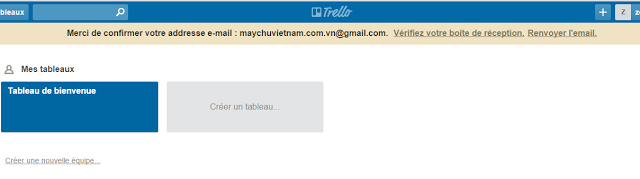 bleaux
Trello
+
Z
Merci de confirmer votre addresse e-mail : maychuvietnam.com.vn@gmail.com. Vérifiez votre boîte de réception. Renvoyer l'email.
Mes tableaux
Tableau de bienvenue
Créer un tableau...
Créer une nouvelle équipe...